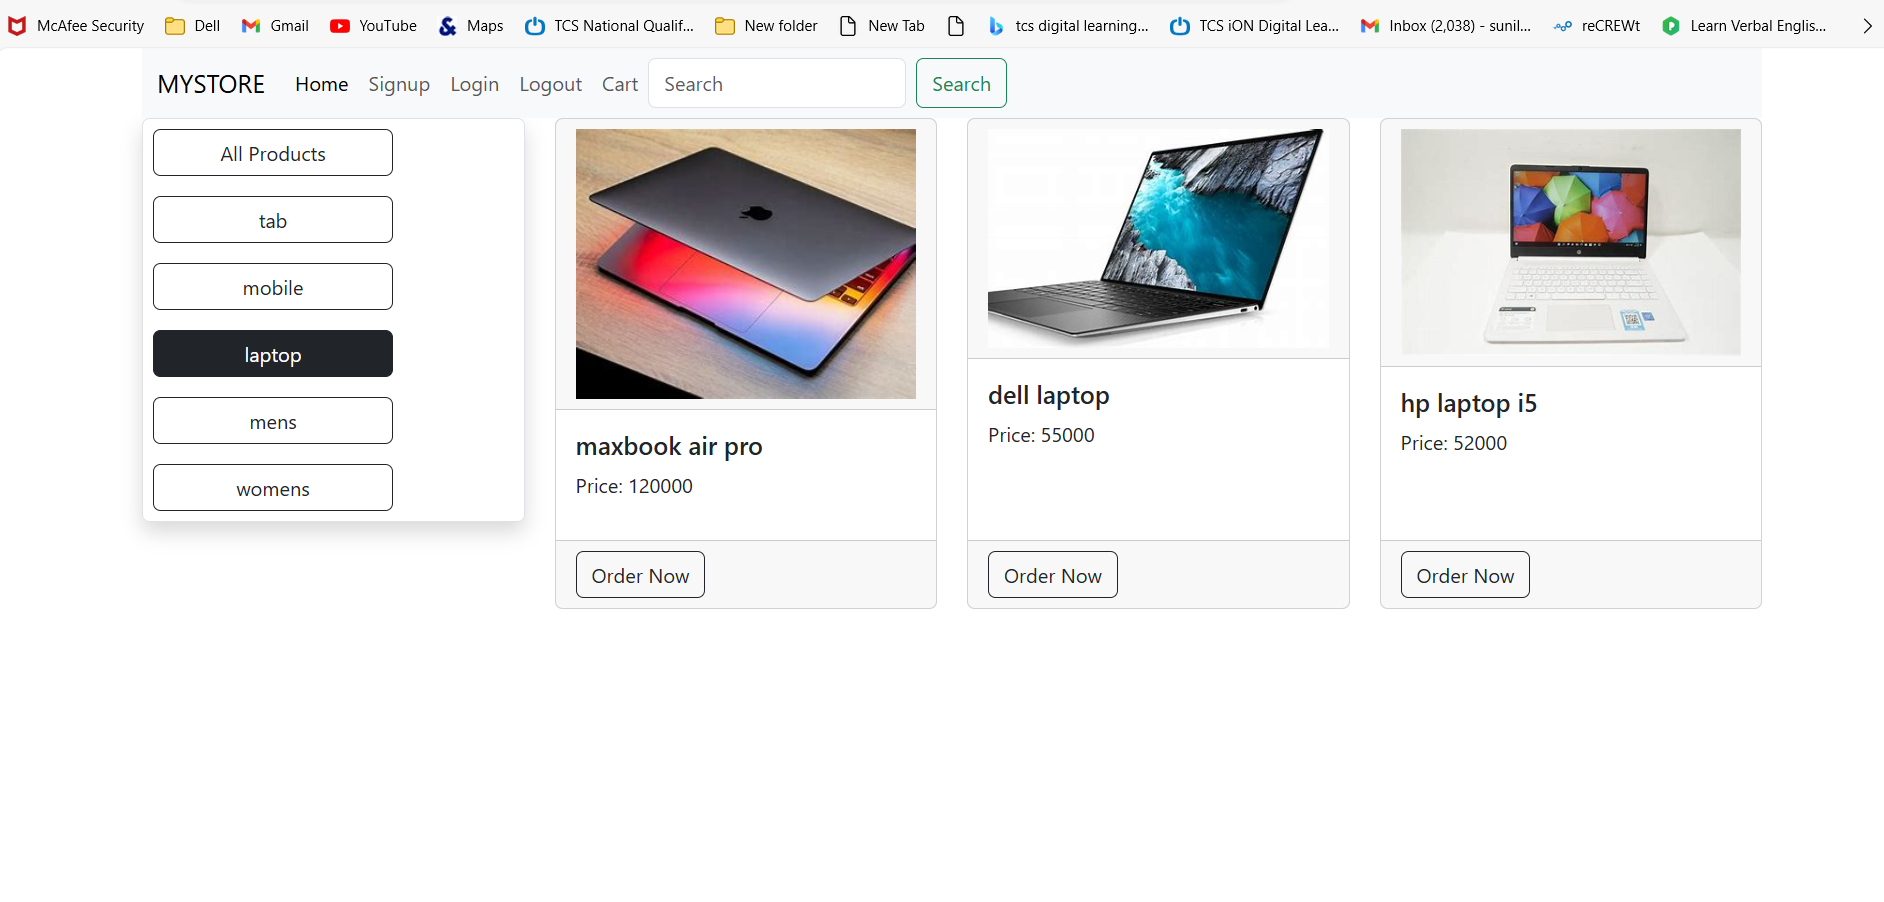 McAfee Security Dell Gmail YouTube Maps TCS National Qualif... New folder New Tab tcs digital learning... TCS iON Digital Lea... Inbox (2,038) - sunil... reCREWt Learn Verbal Englis...
MYSTORE Home Signup Login Logout Cart Search Search
All Products
tab
mobile
laptop
mens
womens
maxbook air pro
Price: 120000
Order Now
dell laptop
Price: 55000
Order Now
hp laptop i5
Price: 52000
Order Now